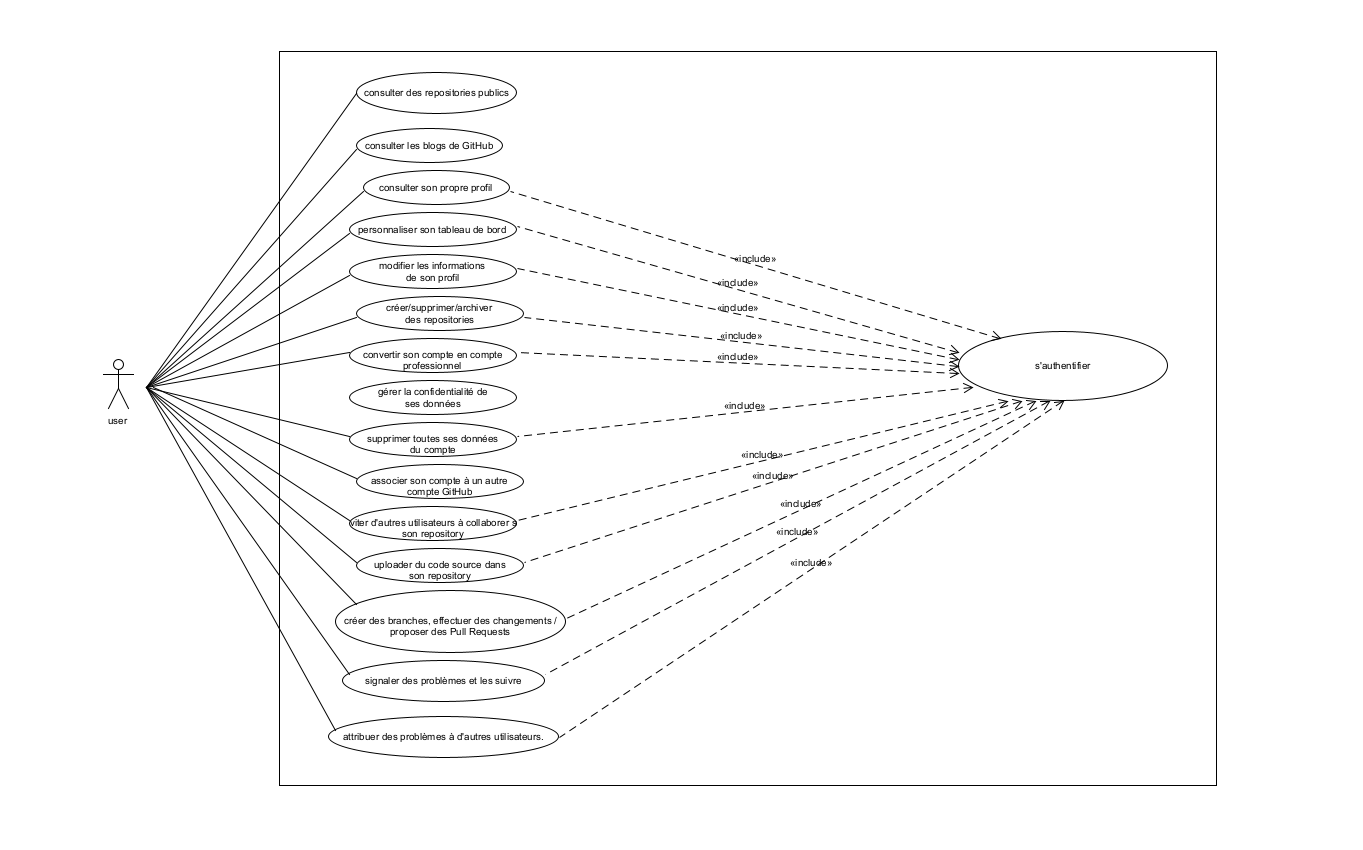 consulter des repositories publics
consulter les blogs de GitHub
consulter son propre profil
personnaliser son tableau de bord
modifier les informations
de son profil
créer/supprimer/archiver
des repositories
convertir son compte en compte
professionnel
gérer la confidentialité de
ses données
supprimer toutes ses données
du compte
associer son compte à un autre
compte GitHub
viter d'autres utilisateurs à collaborer s
son repository
uploader du code source dans
son repository
créer des branches, effectuer des changements /
proposer des Pull Requests
signaler des problèmes et les suivre
attribuer des problèmes à d'autres utilisateurs.
user
«include»
«include»
«include»
«include»
«include»
«include»
«include»
«include»
«include»
«include»
«include»
s'authentifier